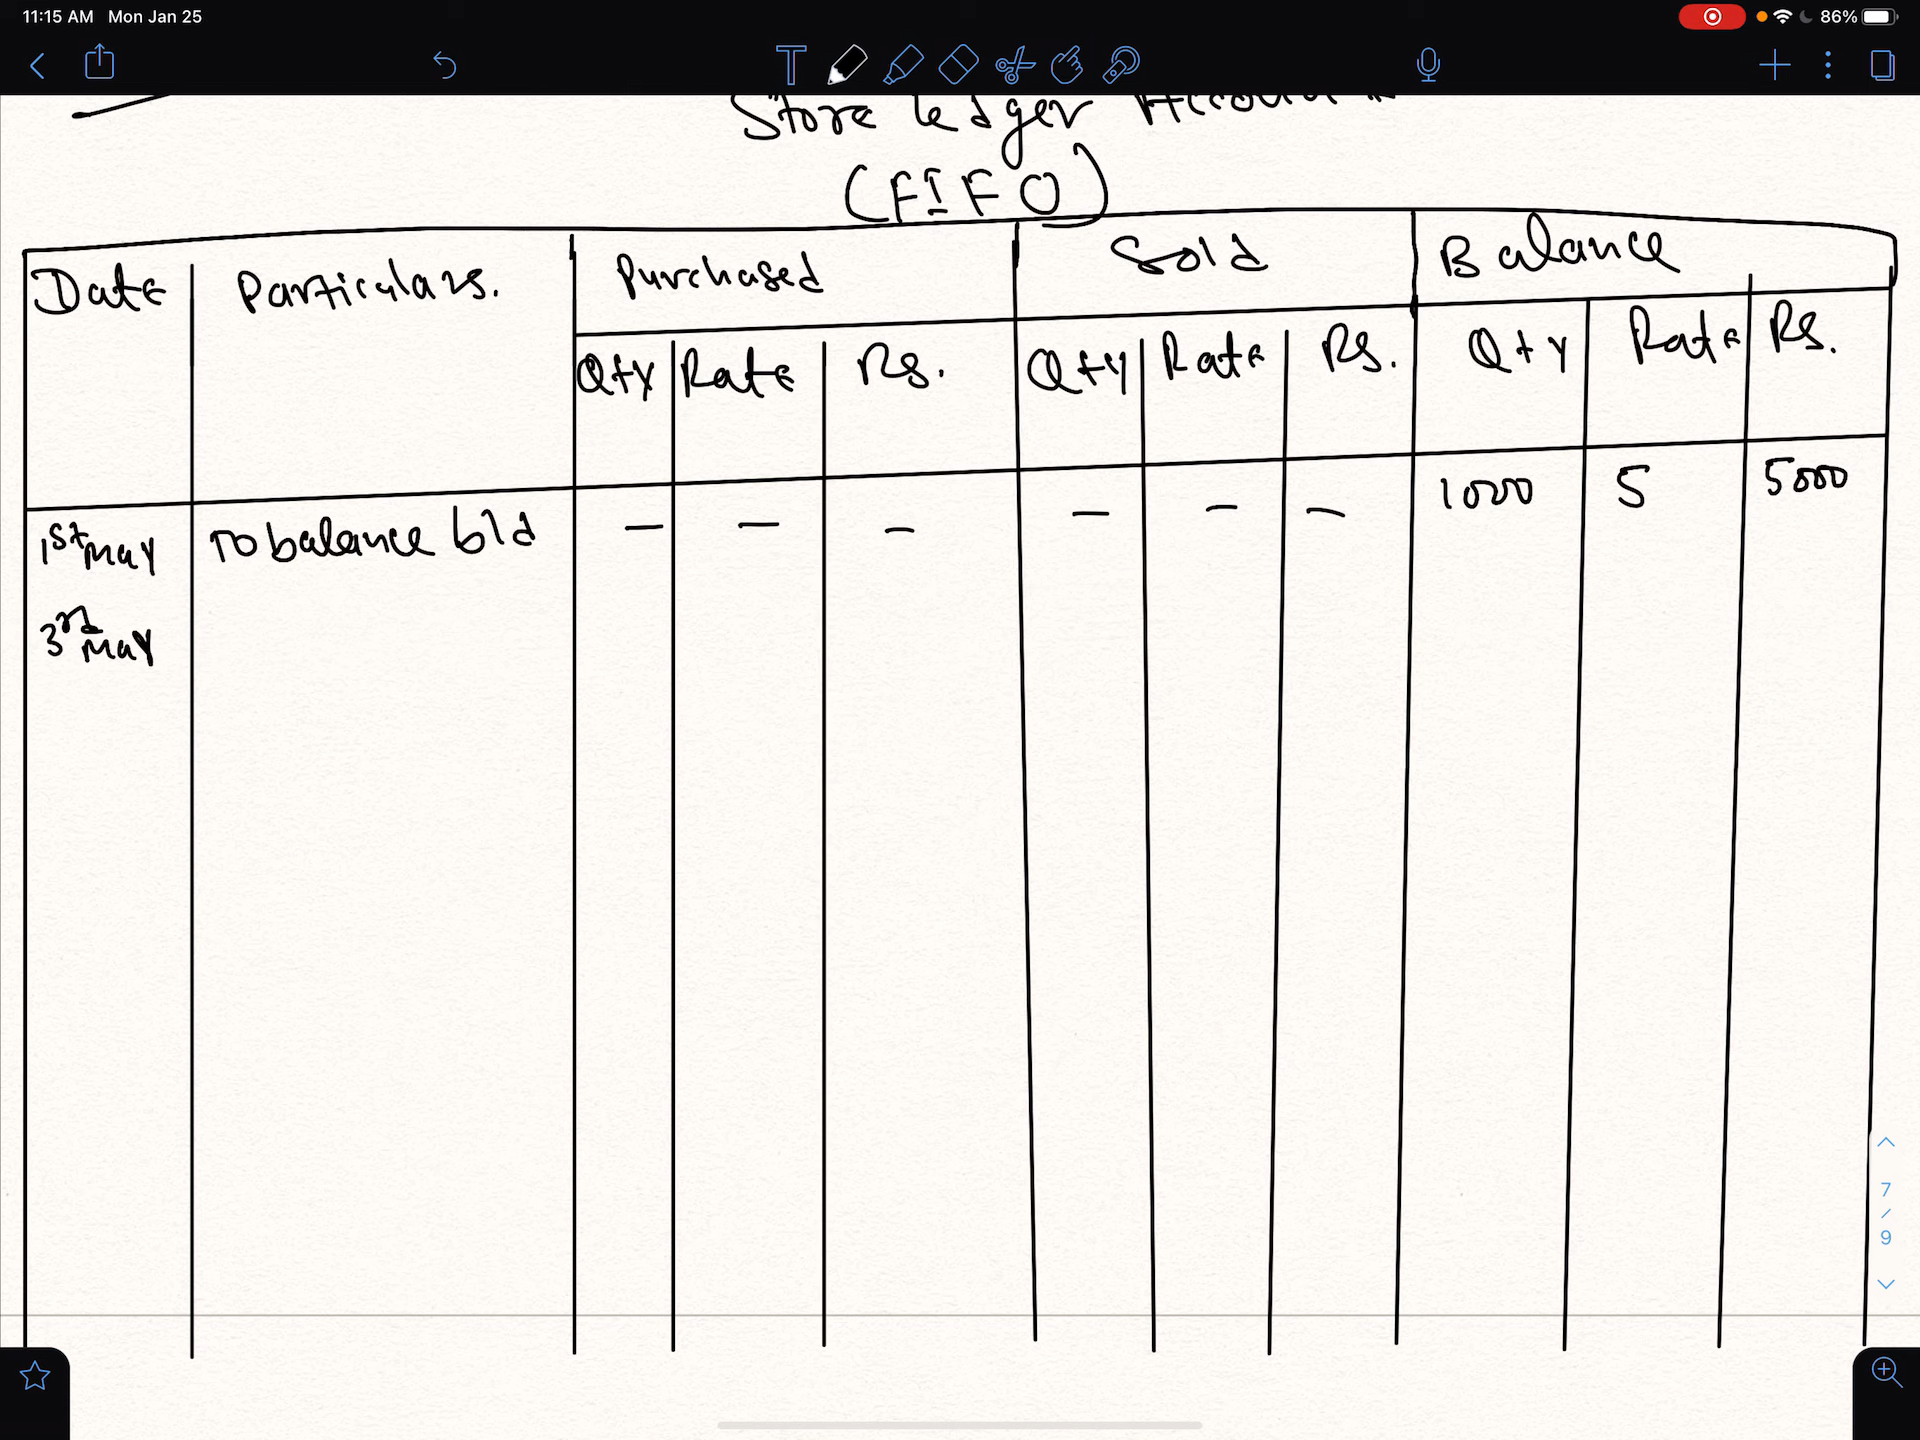 11:15 AM Mon Jan 25
86%
T
Store ledger
(FIFO)
Date Particulars. Purchased Sold Balance
Qty Rate Rs. Qty Rate Rs. Qty Rate Rs.
1st May To balance b/d — — — — — — 1000 5 5000
3rd May
7
/
9